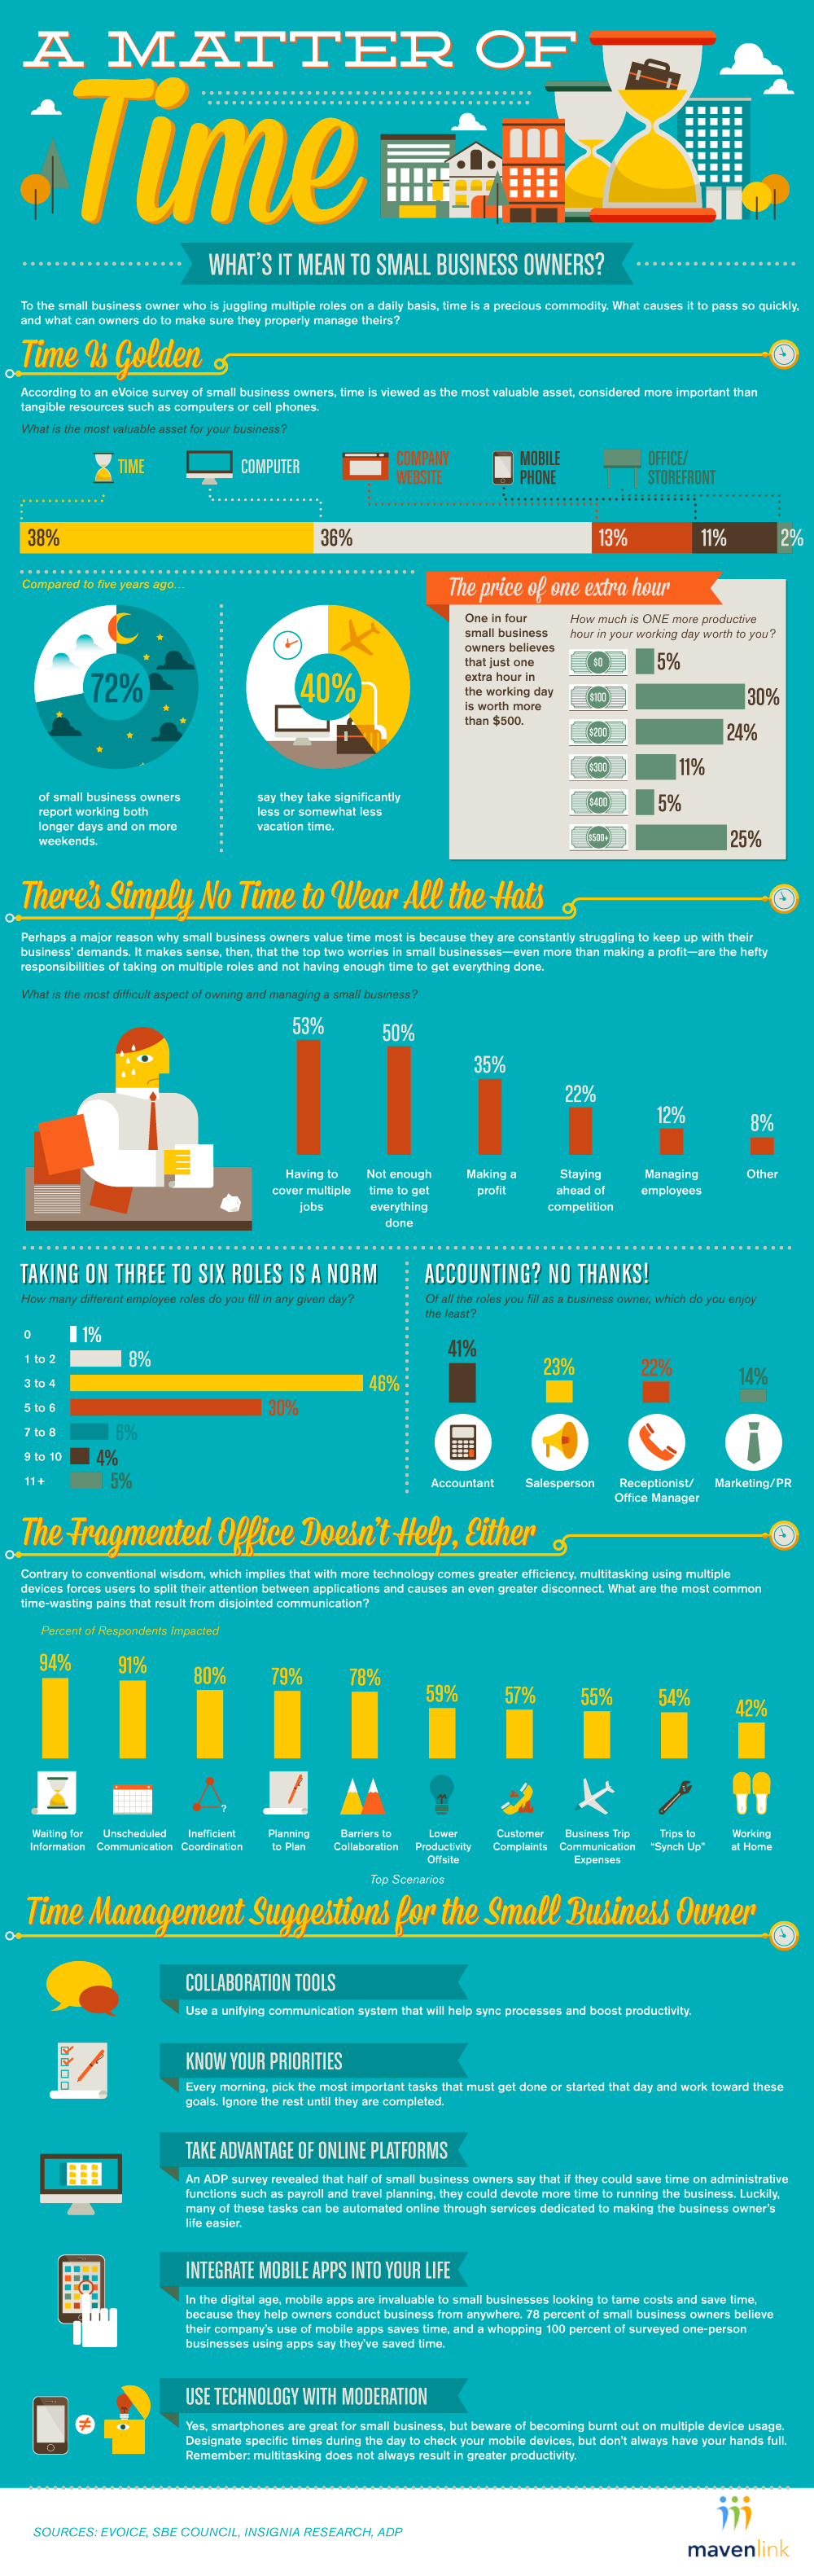 A MATTER OF
Time
WHAT'S IT MEAN TO SMALL BUSINESS OWNERS?
To the small business owner who is juggling multiple roles on a daily basis, time is a precious commodity. What causes it to pass so quickly,
and what can owners do to make sure they properly manage theirs?
Time Is Golden
According to an eVoice survey of small business owners, time is viewed as the most valuable asset, considered more important than
tangible resources such as computers or cell phones.
What is the most valuable asset for your business?
TIME
COMPUTER
COMPANY
WEBSITE
MOBILE
PHONE
OFFICE/
STOREFRONT
38%
36%
13%
11%
2%
Compared to five years ago...
72%
of small business owners
report working both
longer days and on more
weekends.
40%
say they take significantly
less or somewhat less
vacation time.
The price of one extra hour
One in four
small business
owners believes
that just one
extra hour in
the working day
is worth more
than $500.
How much is ONE more productive
hour in your working day worth to you?
$0 5%
$100 30%
$200 24%
$300 11%
$400 5%
$500+ 25%
There's Simply No Time to Wear All the Hats
Perhaps a major reason why small business owners value time most is because they are constantly struggling to keep up with their
business' demands. It makes sense, then, that the top two worries in small businesses—even more than making a profit—are the hefty
responsibilities of taking on multiple roles and not having enough time to get everything done.
What is the most difficult aspect of owning and managing a small business?
53%
50%
35%
22%
12%
8%
Having to
cover multiple
jobs
Not enough
time to get
everything
done
Making a
profit
Staying
ahead of
competition
Managing
employees
Other
TAKING ON THREE TO SIX ROLES IS A NORM
How many different employee roles do you fill in any given day?
0 1%
1 to 2 8%
3 to 4 46%
5 to 6 30%
7 to 8 6%
9 to 10 4%
11+ 5%
ACCOUNTING? NO THANKS!
Of all the roles you fill as a business owner, which do you enjoy
the least?
41%
23%
22%
14%
Accountant
Salesperson
Receptionist/
Office Manager
Marketing/PR
The Fragmented Office Doesn't Help, Either
Contrary to conventional wisdom, which implies that with more technology comes greater efficiency, multitasking using multiple
devices forces users to split their attention between applications and causes an even greater disconnect. What are the most common
time-wasting pains that result from disjointed communication?
Percent of Respondents Impacted
94%
91%
80%
79%
78%
59%
57%
55%
54%
42%
?
Waiting for
Information
Unscheduled
Communication
Inefficient
Coordination
Planning
to Plan
Barriers to
Collaboration
Lower
Productivity
Offsite
Customer
Complaints
Business Trip
Communication
Expenses
Trips to
"Synch Up"
Working
at Home
Top Scenarios
Time Management Suggestions for the Small Business Owner
COLLABORATION TOOLS
Use a unifying communication system that will help sync processes and boost productivity.
KNOW YOUR PRIORITIES
Every morning, pick the most important tasks that must get done or started that day and work toward these
goals. Ignore the rest until they are completed.
TAKE ADVANTAGE OF ONLINE PLATFORMS
An ADP survey revealed that half of small business owners say that if they could save time on administrative
functions such as payroll and travel planning, they could devote more time to running the business. Luckily,
many of these tasks can be automated online through services dedicated to making the business owner's
life easier.
INTEGRATE MOBILE APPS INTO YOUR LIFE
In the digital age, mobile apps are invaluable to small businesses looking to tame costs and save time,
because they help owners conduct business from anywhere. 78 percent of small business owners believe
their company's use of mobile apps saves time, and a whopping 100 percent of surveyed one-person
businesses using apps say they've saved time.
≠
USE TECHNOLOGY WITH MODERATION
Yes, smartphones are great for small business, but beware of becoming burnt out on multiple device usage.
Designate specific times during the day to check your mobile devices, but don't always have your hands full.
Remember: multitasking does not always result in greater productivity.
SOURCES: EVOICE, SBE COUNCIL, INSIGNIA RESEARCH, ADP
mavenlink